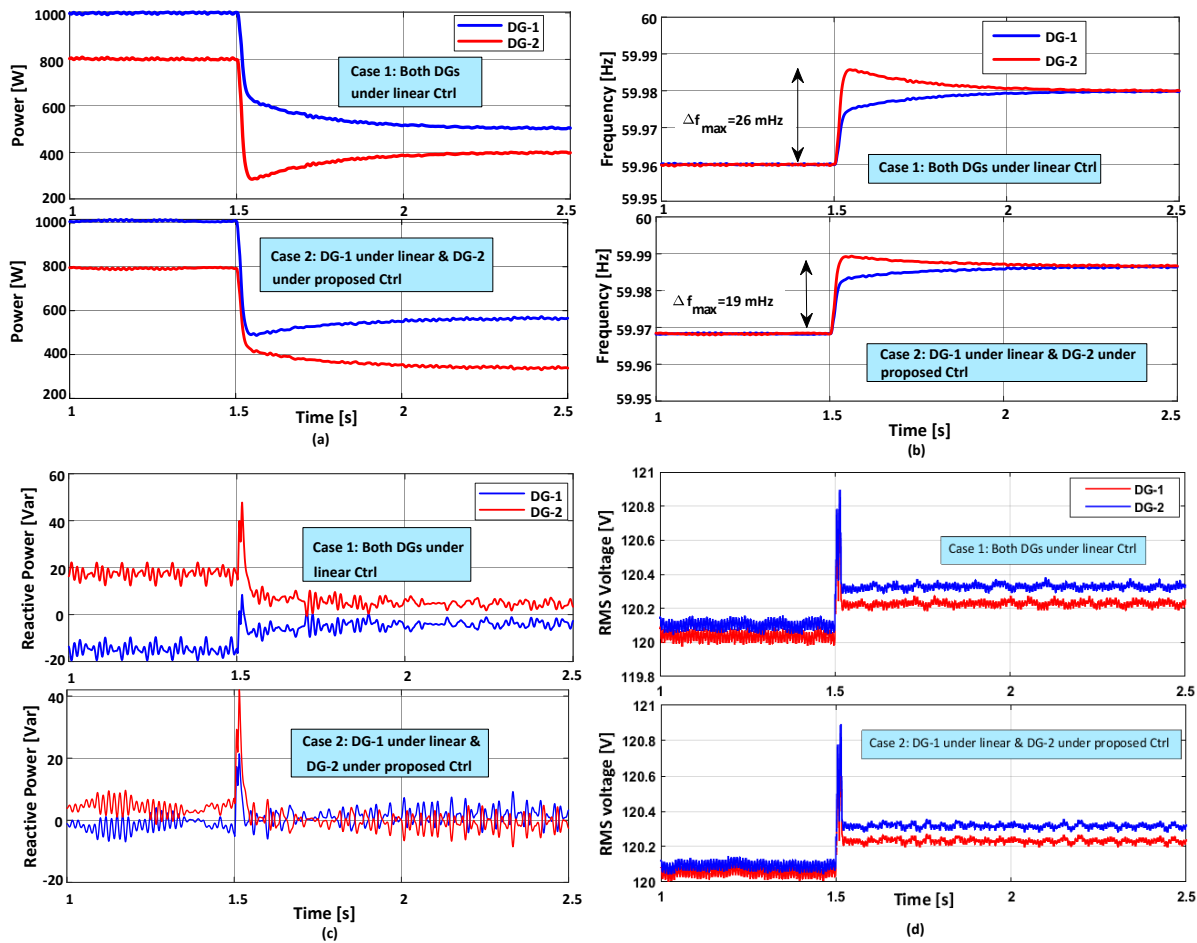 Power [W]
1000
800
600
400
200
DG-1
DG-2
Case 1: Both DGs
under linear Ctrl
1
1.5
2
2.5
Power [W]
1000
800
600
400
200
Case 2: DG-1 under linear & DG-2
under proposed Ctrl
1
1.5
2
2.5
Time [s]
(a)
Frequency [Hz]
60
59.99
59.98
59.97
59.96
59.95
DG-1
DG-2
Δf max=26 mHz
Case 1: Both DGs under linear Ctrl
1
1.5
2
2.5
Frequency [Hz]
60
59.99
59.98
59.97
59.96
59.95
Δf max=19 mHz
Case 2: DG-1 under linear & DG-2 under
proposed Ctrl
1
1.5
2
2.5
Time [s]
(b)
Reactive Power [Var]
60
40
20
0
-20
DG-1
DG-2
Case 1: Both DGs under
linear Ctrl
1
1.5
2
2.5
Reactive Power [Var]
40
20
0
-20
Case 2: DG-1 under linear &
DG-2 under proposed Ctrl
1
1.5
2
2.5
Time [s]
(c)
RMS Voltage [V]
121
120.8
120.6
120.4
120.2
120
119.8
DG-1
DG-2
Case 1: Both DGs under linear Ctrl
1
1.5
2
2.5
RMS voltage [V]
121
120.8
120.6
120.4
120.2
120
Case 2: DG-1 under linear & DG-2 under proposed Ctrl
1
1.5
2
2.5
Time [s]
(d)